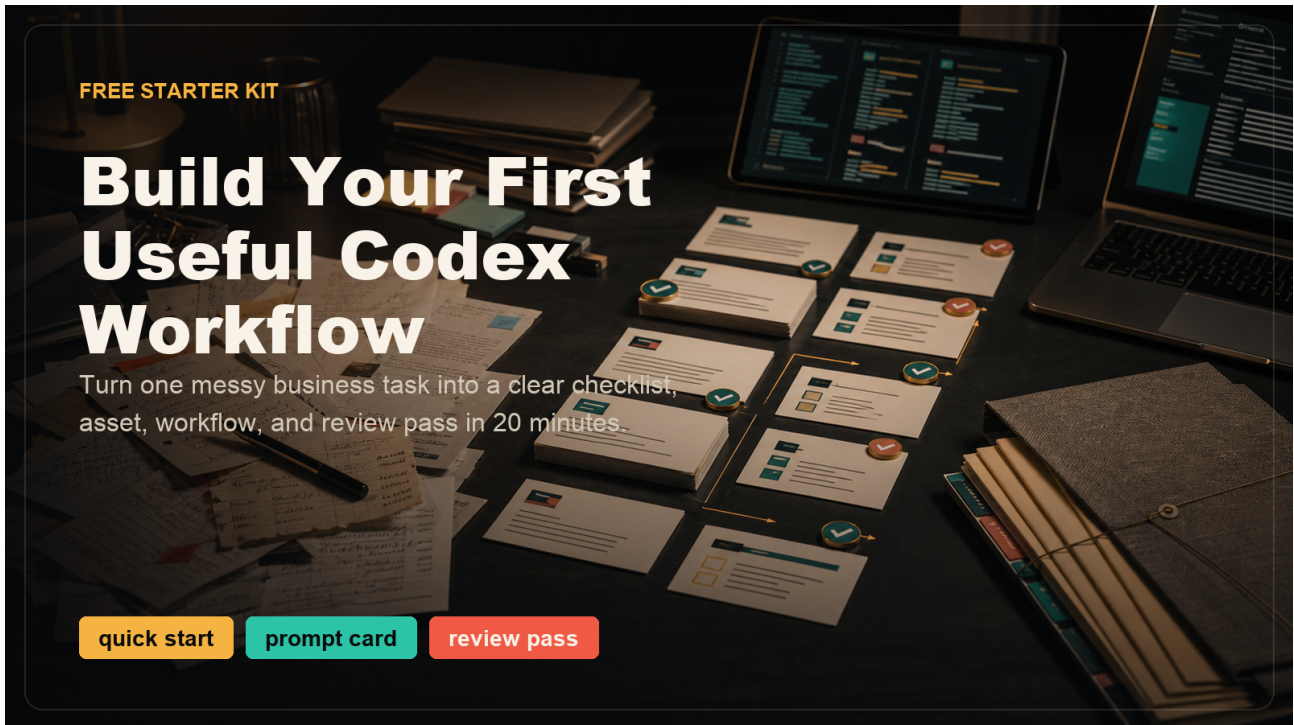 FREE STARTER KIT
Build Your First
Useful Codex
Workflow
Turn one messy business task into a clear checklist,
asset, workflow, and review pass in 20 minutes.
quick start
prompt card
review pass